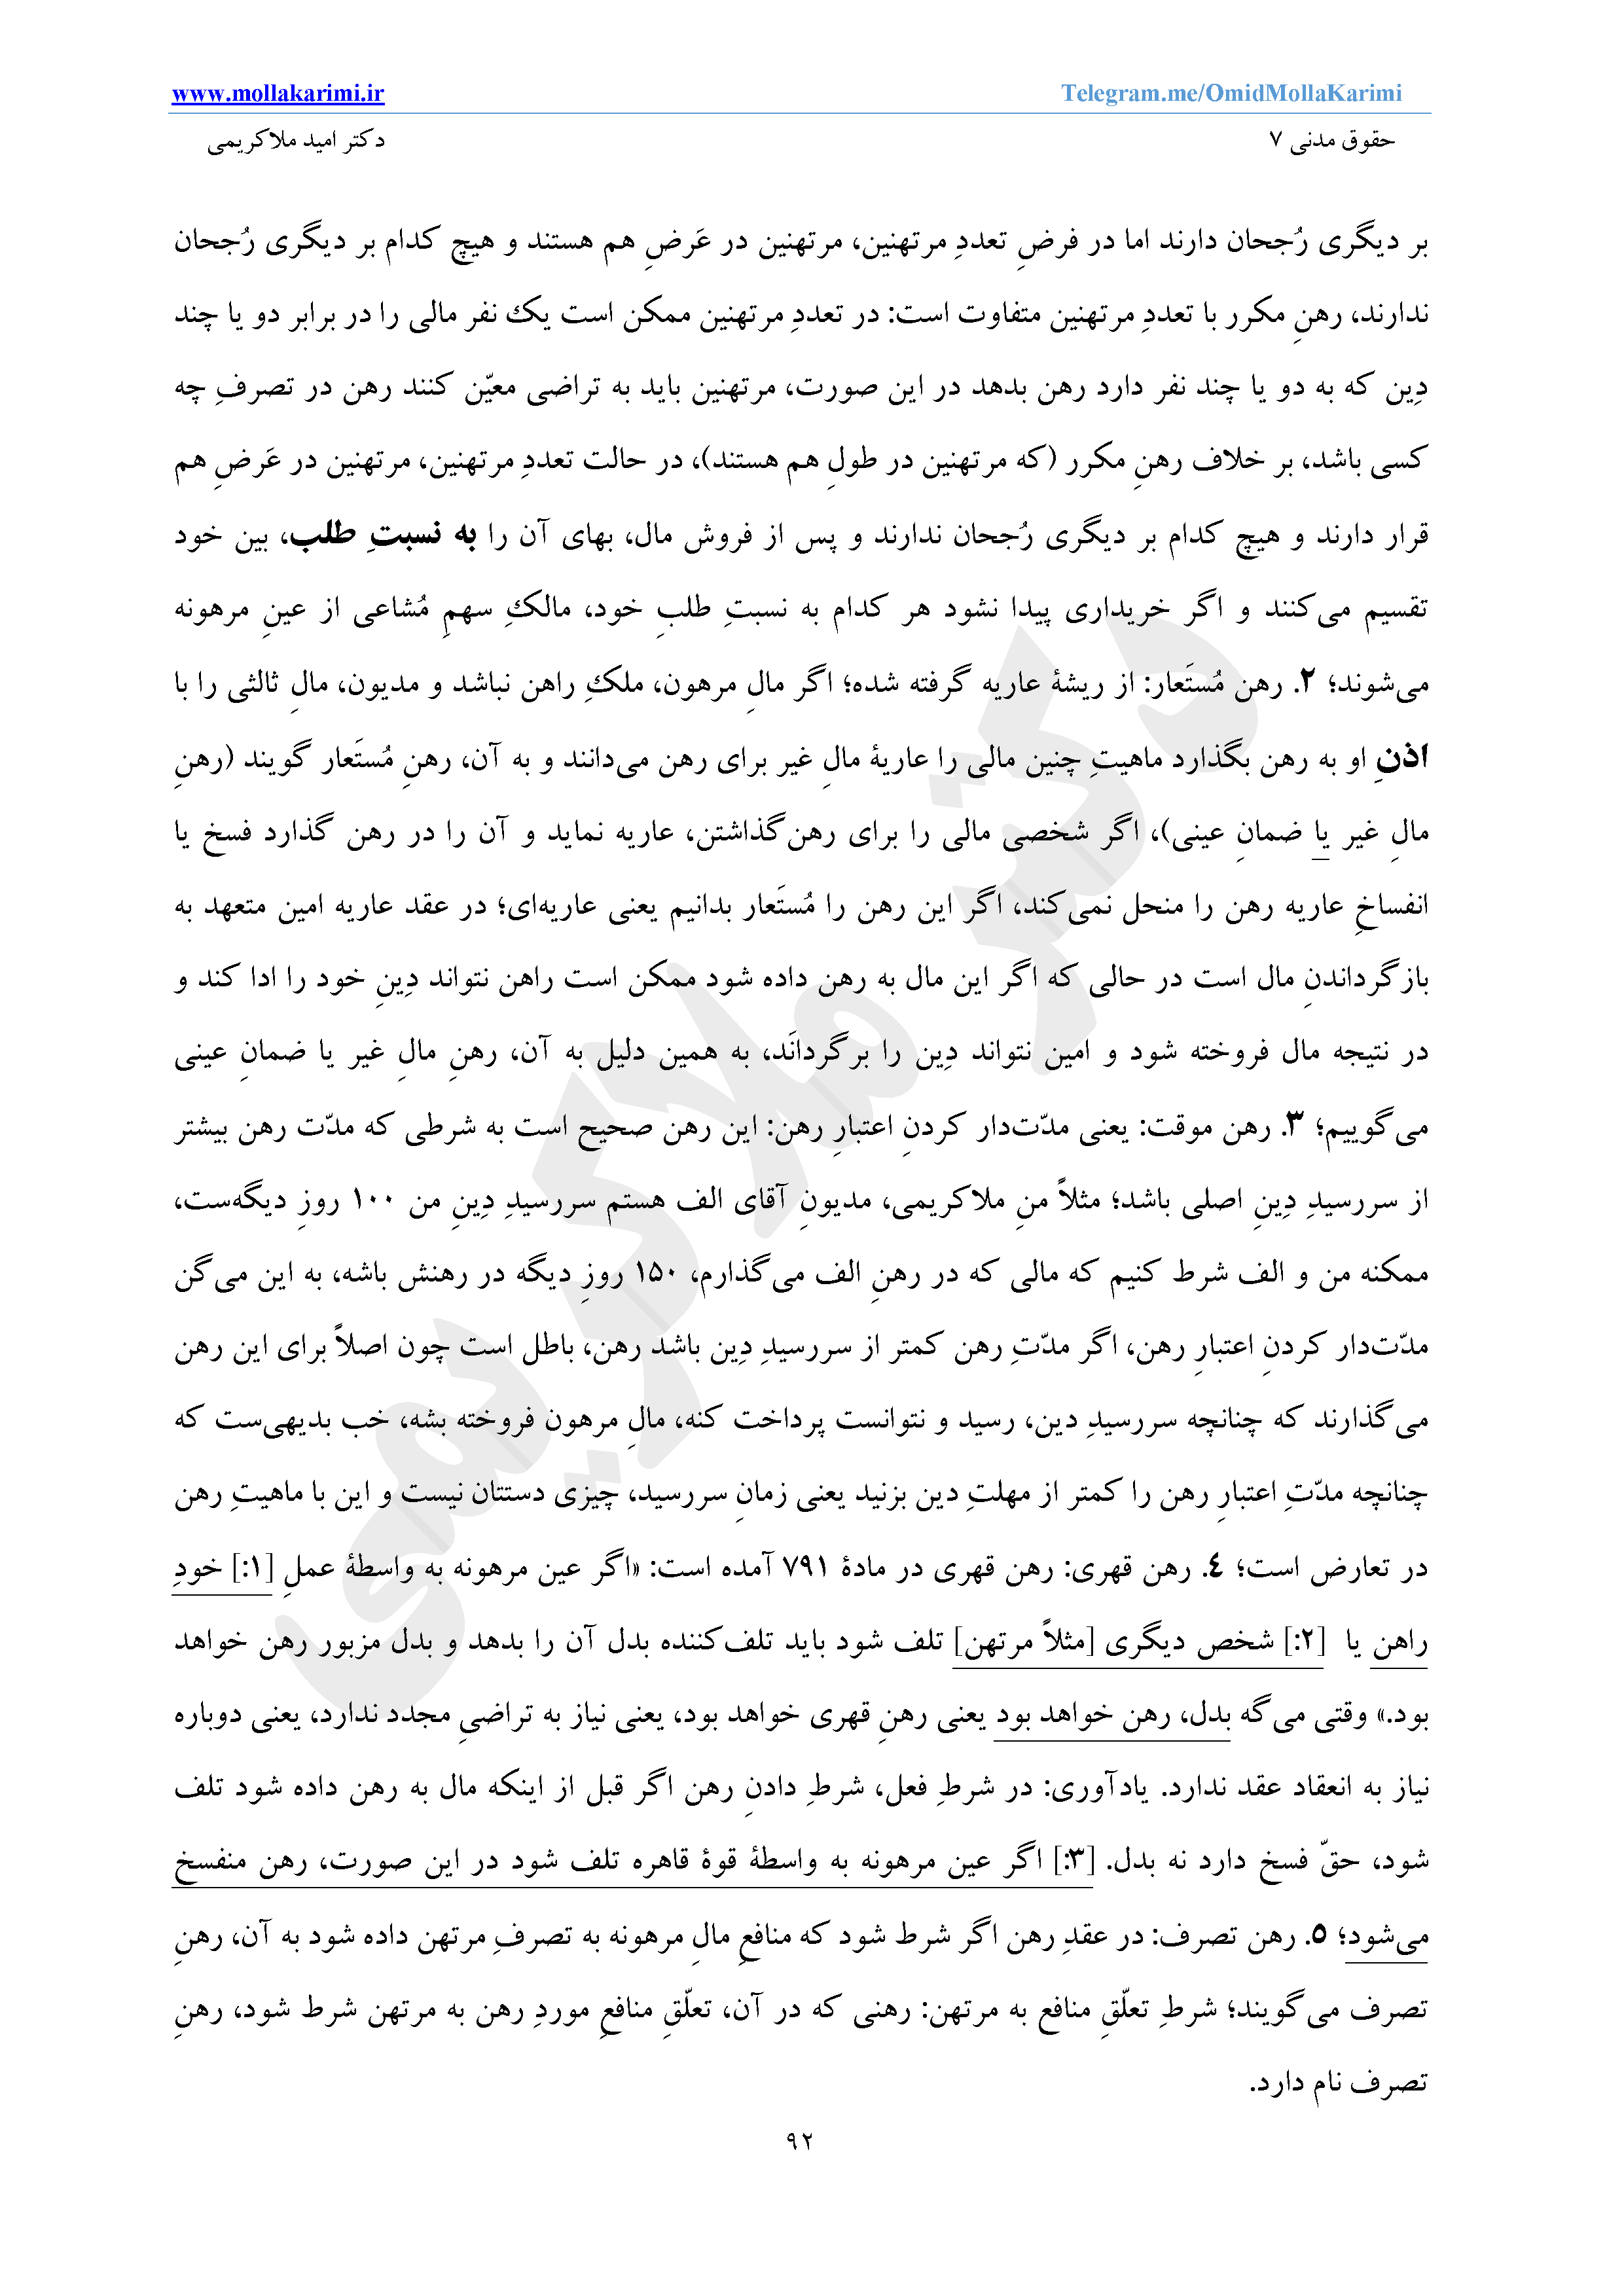 www.mollakarimi.ir Telegram.me/OmidMollaKarimi
حقوق مدنی ۷ دکتر امید ملاکریمی
بر دیگری رُجحان دارند اما در فرضِ تعددِ مرتهنین، مرتهنین در عَرضِ هم هستند و هیچ کدام بر دیگری رُجحان
ندارند، رهنِ مکرر با تعددِ مرتهنین متفاوت است: در تعددِ مرتهنین ممکن است یک نفر مالی را در برابر دو یا چند
دِین که به دو یا چند نفر دارد رهن بدهد در این صورت، مرتهنین باید به تراضی معیّن کنند رهن در تصرفِ چه
کسی باشد، بر خلاف رهنِ مکرر (که مرتهنین در طولِ هم هستند)، در حالت تعددِ مرتهنین، مرتهنین در عَرضِ هم
قرار دارند و هیچ کدام بر دیگری رُجحان ندارند و پس از فروش مال، بهای آن را به نسبتِ طلب، بین خود
تقسیم می‌کنند و اگر خریداری پیدا نشود هر کدام به نسبتِ طلبِ خود، مالکِ سهمِ مُشاعی از عینِ مرهونه
می‌شوند؛ ۲. رهن مُستَعار: از ریشهٔ عاریه گرفته شده؛ اگر مالِ مرهون، ملکِ راهن نباشد و مدیون، مالِ ثالثی را با
اذنِ او به رهن بگذارد ماهیتِ چنین مالی را عاریهٔ مالِ غیر برای رهن می‌دانند و به آن، رهنِ مُستَعار گویند (رهنِ
مالِ غیر یا ضمانِ عینی)، اگر شخصی مالی را برای رهن‌گذاشتن، عاریه نماید و آن را در رهن گذارد فسخ یا
انفساخِ عاریه رهن را منحل نمی‌کند، اگر این رهن را مُستَعار بدانیم یعنی عاریه‌ای؛ در عقد عاریه امین متعهد به
بازگرداندنِ مال است در حالی که اگر این مال به رهن داده شود ممکن است راهن نتواند دِینِ خود را ادا کند و
در نتیجه مال فروخته شود و امین نتواند دِین را برگردانَد، به همین دلیل به آن، رهنِ مالِ غیر یا ضمانِ عینی
می‌گوییم؛ ۳. رهن موقت: یعنی مدّت‌دار کردنِ اعتبارِ رهن: این رهن صحیح است به شرطی که مدّت رهن بیشتر
از سررسیدِ دِینِ اصلی باشد؛ مثلاً منِ ملاکریمی، مدیونِ آقای الف هستم سررسیدِ دِینِ من ۱۰۰ روزِ دیگه‌ست،
ممکنه من و الف شرط کنیم که مالی که در رهنِ الف می‌گذارم، ۱۵۰ روزِ دیگه در رهنش باشه، به این می‌گن
مدّت‌دار کردنِ اعتبارِ رهن، اگر مدّتِ رهن کمتر از سررسیدِ دِین باشد رهن، باطل است چون اصلاً برای این رهن
می‌گذارند که چنانچه سررسیدِ دین، رسید و نتوانست پرداخت کنه، مالِ مرهون فروخته بشه، خب بدیهی‌ست که
چنانچه مدّتِ اعتبارِ رهن را کمتر از مهلتِ دین بزنید یعنی زمانِ سررسید، چیزی دستتان نیست و این با ماهیتِ رهن
در تعارض است؛ ٤. رهن قهری: رهن قهری در مادهٔ ۷۹۱ آمده است: «اگر عین مرهونه به واسطهٔ عملِ [۱:] خودِ
راهن یا [۲:] شخص دیگری [مثلاً مرتهن] تلف شود باید تلف‌کننده بدل آن را بدهد و بدل مزبور رهن خواهد
بود.» وقتی می‌گه بدل، رهن خواهد بود یعنی رهنِ قهری خواهد بود، یعنی نیاز به تراضیِ مجدد ندارد، یعنی دوباره
نیاز به انعقاد عقد ندارد. یادآوری: در شرطِ فعل، شرطِ دادنِ رهن اگر قبل از اینکه مال به رهن داده شود تلف
شود، حقّ فسخ دارد نه بدل. [۳:] اگر عین مرهونه به واسطهٔ قوهٔ قاهره تلف شود در این صورت، رهن منفسخ
می‌شود؛ ۵. رهن تصرف: در عقدِ رهن اگر شرط شود که منافعِ مالِ مرهونه به تصرفِ مرتهن داده شود به آن، رهنِ
تصرف می‌گویند؛ شرطِ تعلّقِ منافع به مرتهن: رهنی که در آن، تعلّقِ منافعِ موردِ رهن به مرتهن شرط شود، رهنِ
تصرف نام دارد.
۹۲
دکتر ملاکریمی